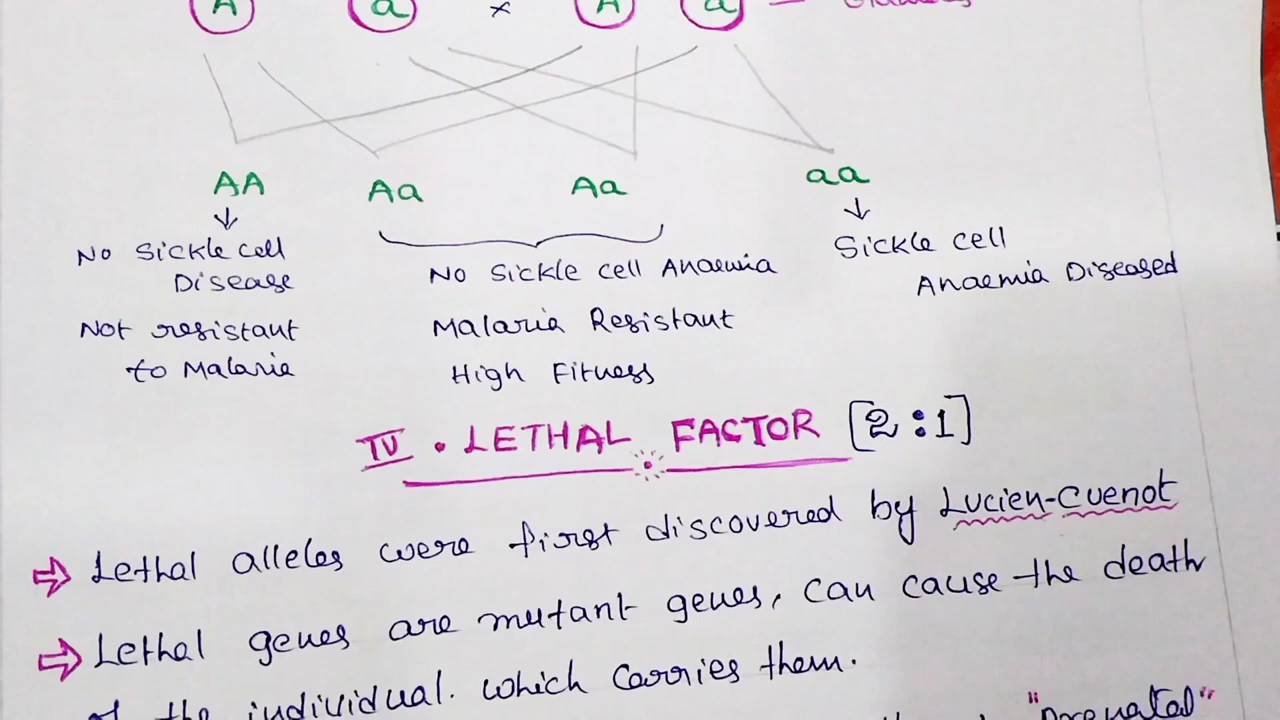 A a × A a —
AA Aa Aa aa
No Sickle cell Disease
Not resistant to Malaria
No Sickle cell Anaemia
Malaria Resistant
High Fitness
Sickle cell
Anaemia Diseased
IV . LETHAL FACTOR [2:1]
⇒ Lethal alleles were first discovered by Lucien-Cuenot
⇒ Lethal genes are mutant genes, can cause the death
of the individual. which carries them.